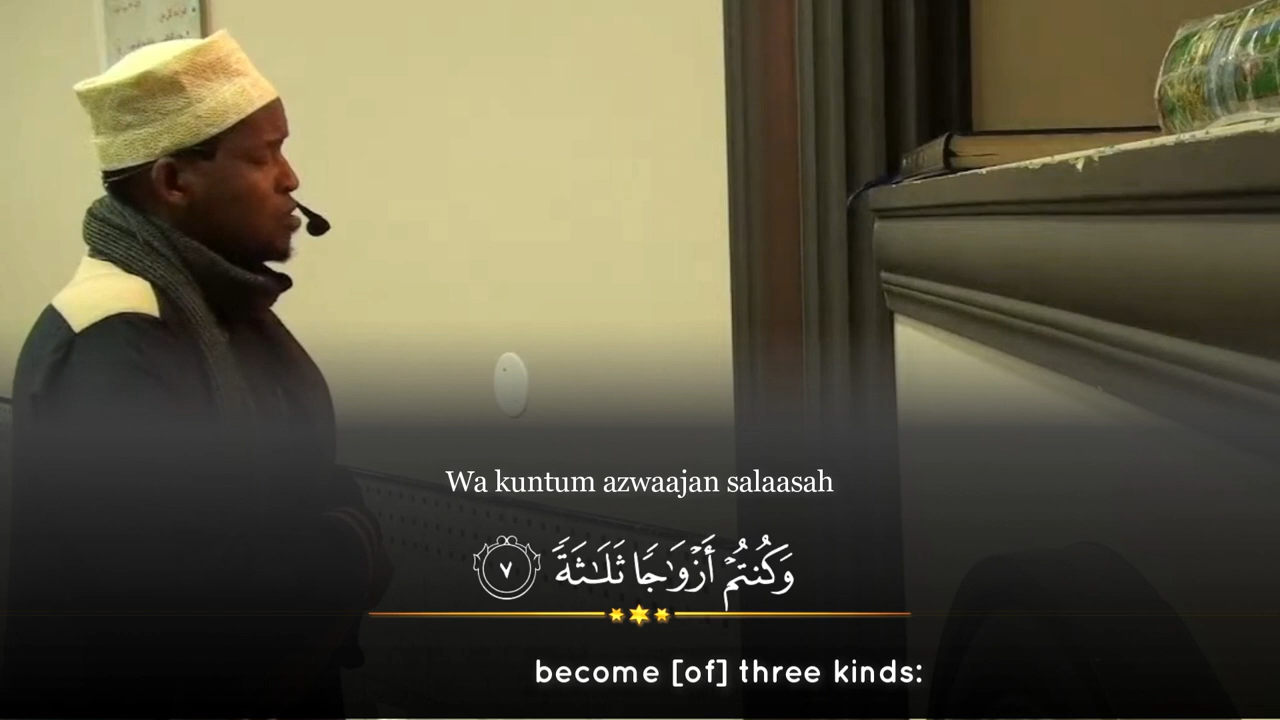 Wa kuntum azwaajan salaasah
وَكُنتُمْ أَزْوَٰجًا ثَلَـٰثَةً ٧
become [of] three kinds: